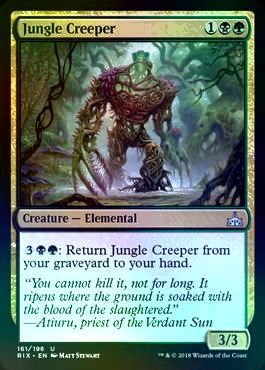 Jungle Creeper 1
Creature — Elemental
3 : Return Jungle Creeper from
your graveyard to your hand.
"You cannot kill it, not for long. It
ripens where the ground is soaked with
the blood of the slaughtered."
—Atiuru, priest of the Verdant Sun
3/3
161/196 U
RIX • EN MATT STEWART
™ & © 2018 Wizards of the Coast